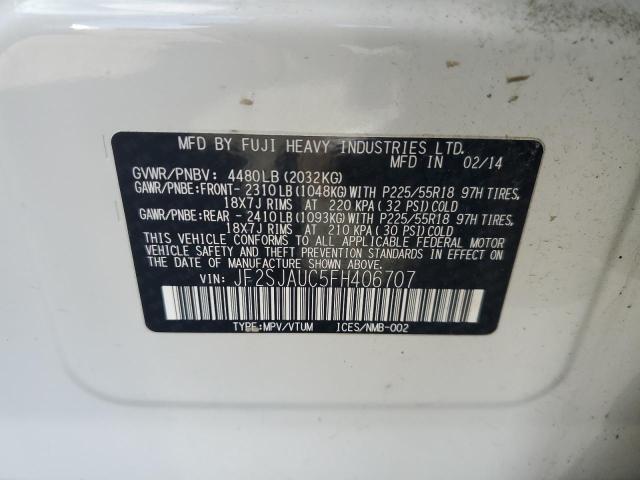 MFD BY FUJI HEAVY INDUSTRIES LTD.
MFD IN 02/14
GVWR/PNBV: 4480LB (2032KG)
GAWR/PNBE:FRONT- 2310LB (1048KG) WITH P225/55R18 97H TIRES,
18X7J RIMS AT 220 KPA (32 PSI) COLD
GAWR/PNBE:REAR - 2410LB (1093KG) WITH P225/55R18 97H TIRES,
18X7J RIMS AT 210 KPA (30 PSI) COLD
THIS VEHICLE CONFORMS TO ALL APPLICABLE FEDERAL MOTOR
VEHICLE SAFETY AND THEFT PREVENTION STANDARDS IN EFFECT
ON THE DATE OF MANUFACTURE SHOWN ABOVE.
VIN: JF2SJAUC5FH406707
TYPE:MPV/VTUM ICES/NMB-002